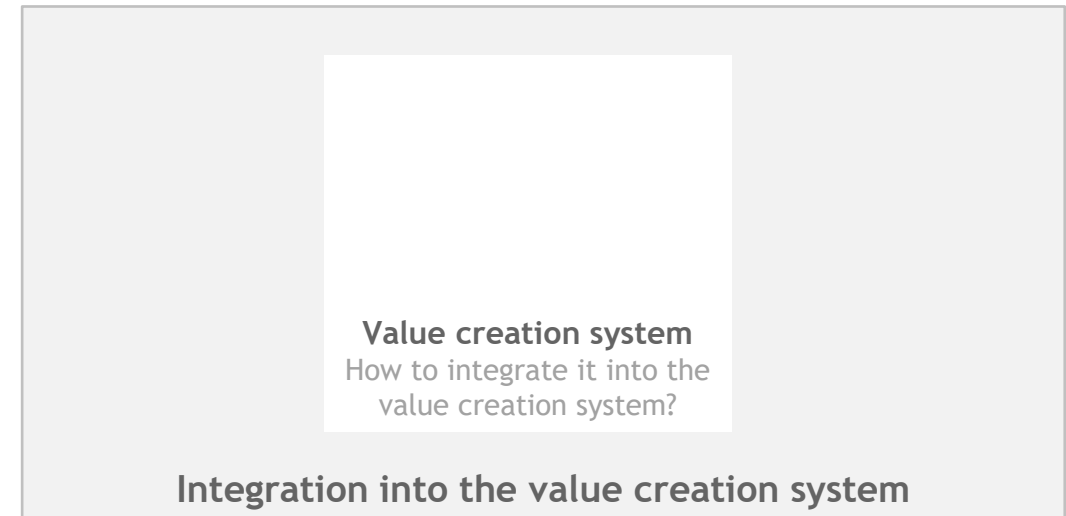 Value creation system
How to integrate it into the
value creation system?
Integration into the value creation system